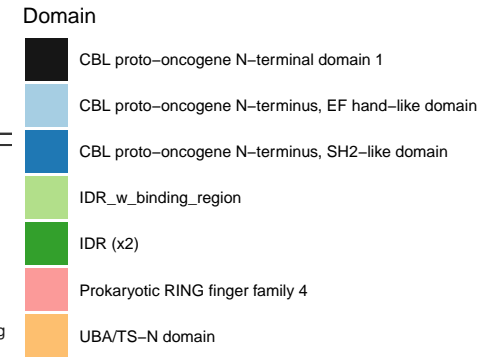 Domain
CBL proto−oncogene N−terminal domain 1
CBL proto−oncogene N−terminus, EF hand−like domain
CBL proto−oncogene N−terminus, SH2−like domain
IDR_w_binding_region
IDR (x2)
Prokaryotic RING finger family 4
g
UBA/TS−N domain